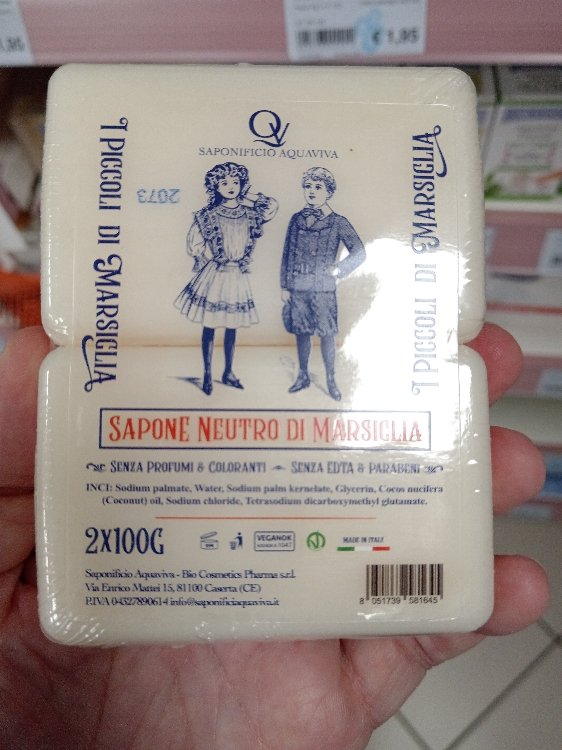 € 1,95
QV
SAPONIFICIO AQUAVIVA
I PICCOLI DI MARSIGLIA
2073
I PICCOLI DI MARSIGLIA
SAPONE NEUTRO DI MARSIGLIA
SENZA PROFUMI & COLORANTI SENZA EDTA & PARABENI
INCI: Sodium palmate, Water, Sodium palm kernelate, Glycerin, Cocos nucifera
(Coconut) oil, Sodium chloride, Tetrasodium dicarboxymethyl glutamate.
2X100G
VEGANOK
MADE IN ITALY
Saponificio Aquaviva - Bio Cosmetics Pharma s.r.l.
Via Enrico Mattei 15, 81100 Caserta (CE)
P.IVA 04327890614 info@saponificiaquaviva.it
8 051739 581645